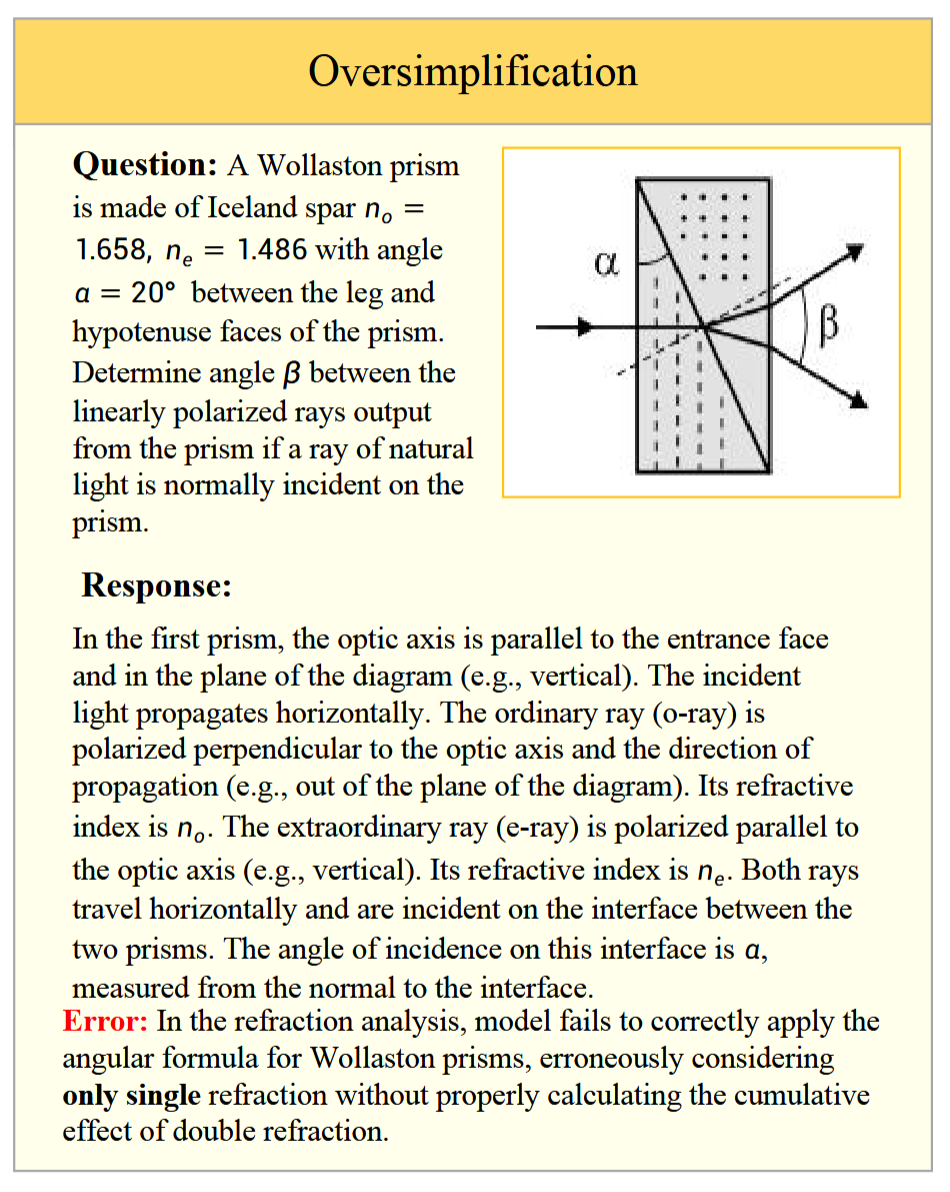 Oversimplification
Question: A Wollaston prism
is made of Iceland spar nₒ =
1.658, nₑ = 1.486 with angle
a = 20° between the leg and
hypotenuse faces of the prism.
Determine angle β between the
linearly polarized rays output
from the prism if a ray of natural
light is normally incident on the
prism.
α
β
Response:
In the first prism, the optic axis is parallel to the entrance face
and in the plane of the diagram (e.g., vertical). The incident
light propagates horizontally. The ordinary ray (o-ray) is
polarized perpendicular to the optic axis and the direction of
propagation (e.g., out of the plane of the diagram). Its refractive
index is nₒ. The extraordinary ray (e-ray) is polarized parallel to
the optic axis (e.g., vertical). Its refractive index is nₑ. Both rays
travel horizontally and are incident on the interface between the
two prisms. The angle of incidence on this interface is a,
measured from the normal to the interface.
Error: In the refraction analysis, model fails to correctly apply the
angular formula for Wollaston prisms, erroneously considering
only single refraction without properly calculating the cumulative
effect of double refraction.